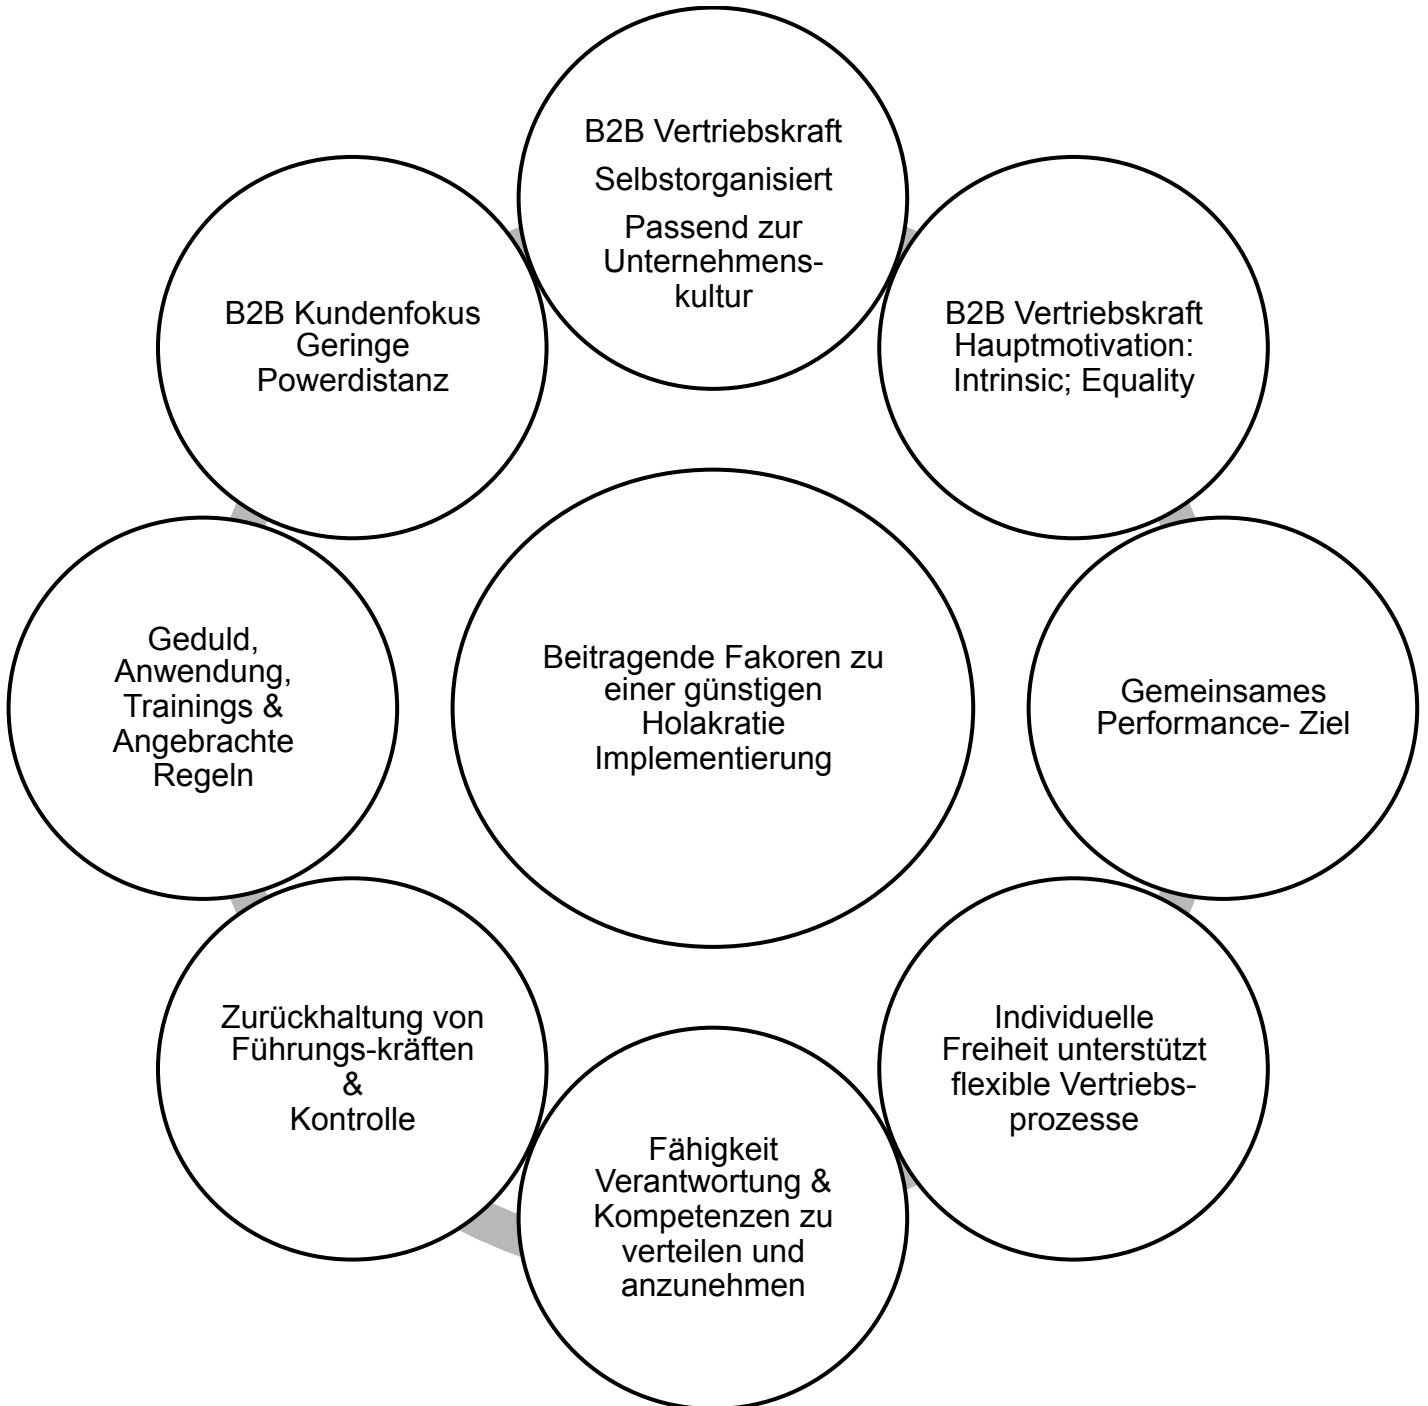 B2B Vertriebskraft
Selbstorganisiert
Passend zur
Unternehmens-
kultur
B2B Vertriebskraft
Hauptmotivation:
Intrinsic; Equality
Gemeinsames
Performance- Ziel
Individuelle
Freiheit unterstützt
flexible Vertriebs-
prozesse
Fähigkeit
Verantwortung &
Kompetenzen zu
verteilen und
anzunehmen
Zurückhaltung von
Führungs-kräften
&
Kontrolle
Geduld,
Anwendung,
Trainings &
Angebrachte
Regeln
B2B Kundenfokus
Geringe
Powerdistanz
Beitragende Fakoren zu
einer günstigen
Holakratie
Implementierung